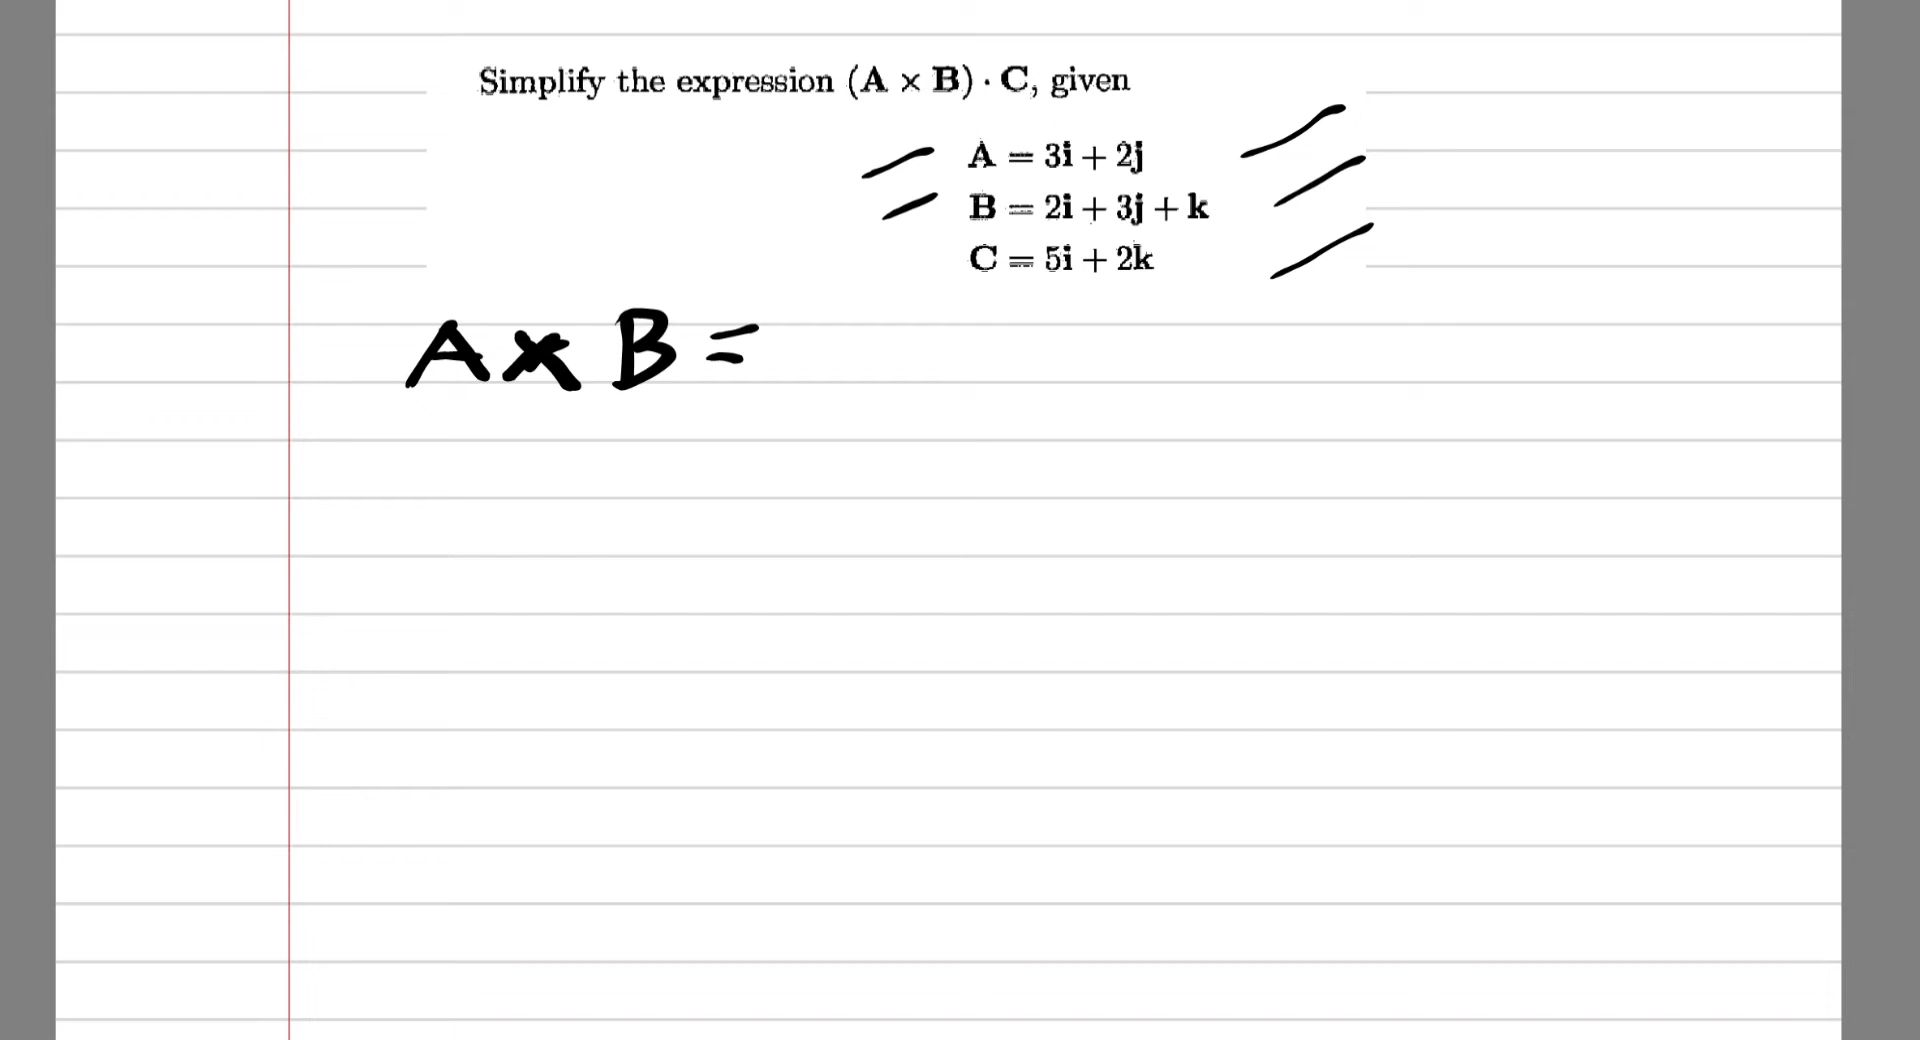 Simplify the expression (A × B) · C, given
A = 3i + 2j
B = 2i + 3j + k
C = 5i + 2k
A × B =